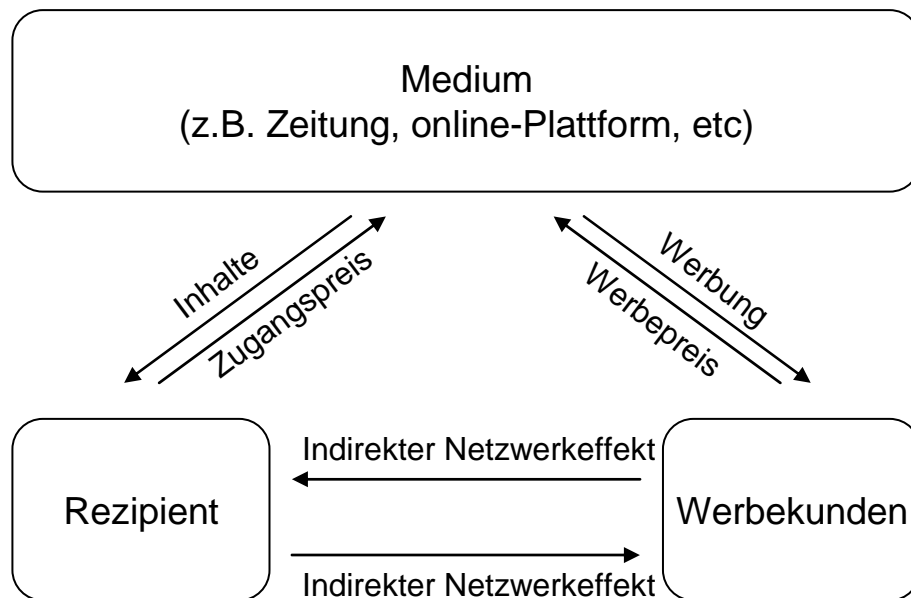 Medium
(z.B. Zeitung, online-Plattform, etc)
Inhalte
Zugangspreis
Werbung
Werbepreis
Indirekter Netzwerkeffekt
Rezipient
Werbekunden
Indirekter Netzwerkeffekt